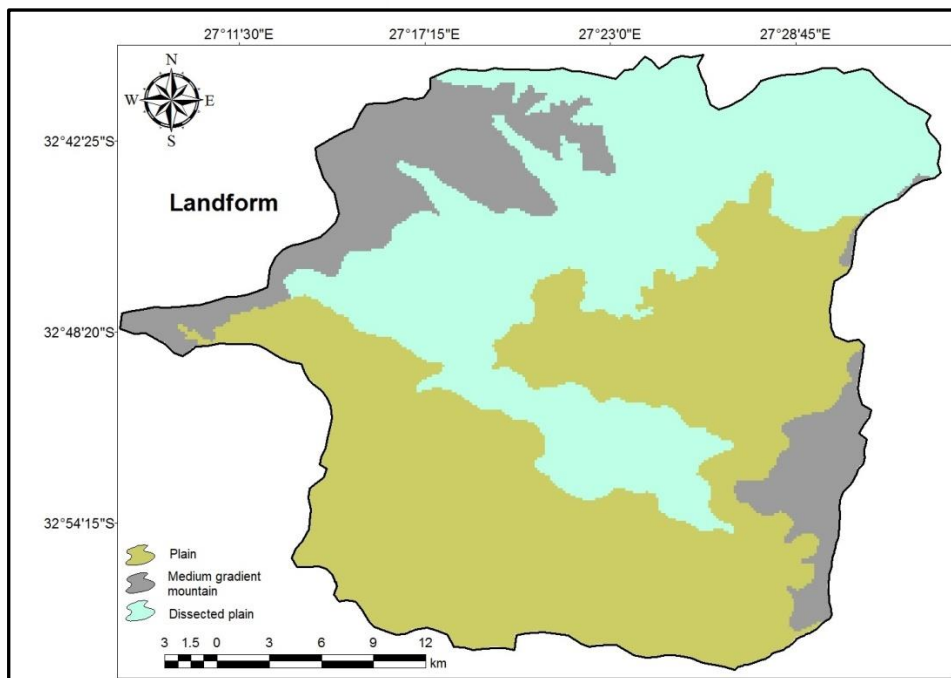 27°11'30"E 27°17'15"E 27°23'0"E 27°28'45"E
N
W E
S
32°42'25"S
Landform
32°48'20"S
32°54'15"S
Plain
Medium gradient
mountain
Dissected plain
3 1.5 0 3 6 9 12
km